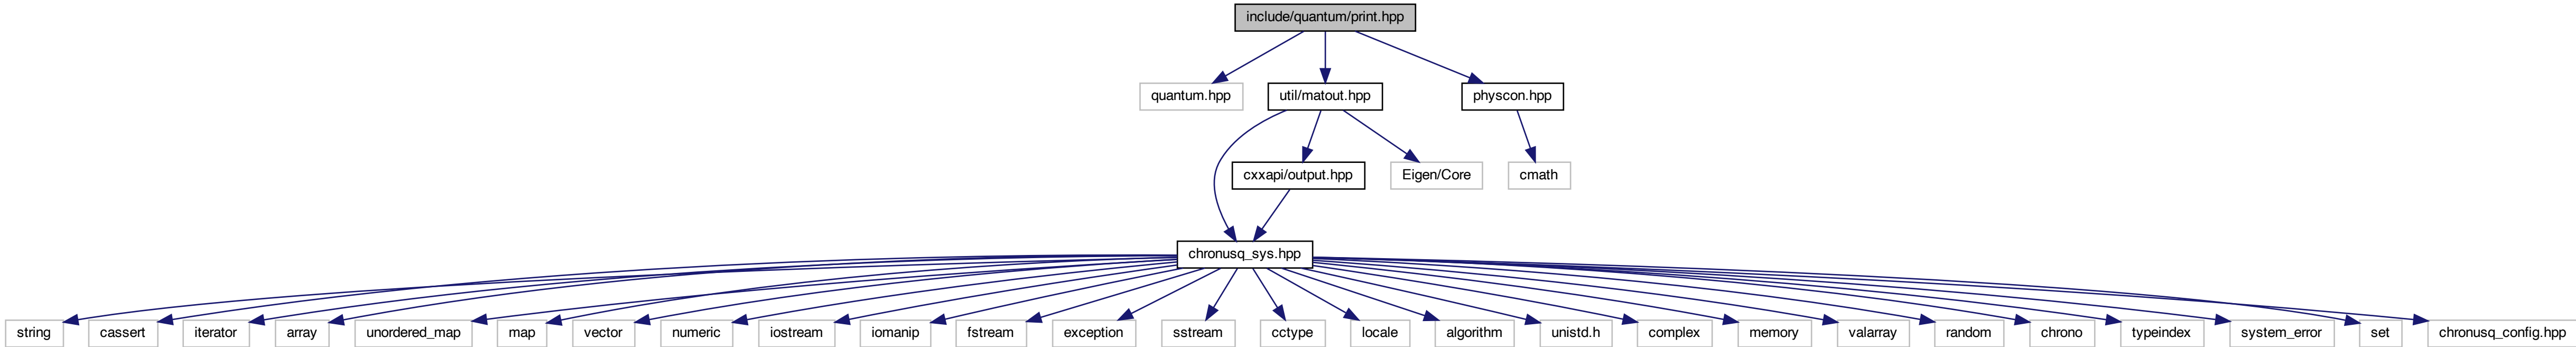 include/quantum/print.hpp
quantum.hpp
util/matout.hpp
physcon.hpp
cxxapi/output.hpp
Eigen/Core
cmath
chronusq_sys.hpp
string
cassert
iterator
array
unordered_map
map
vector
numeric
iostream
iomanip
fstream
exception
sstream
cctype
locale
algorithm
unistd.h
complex
memory
valarray
random
chrono
typeindex
system_error
set
chronusq_config.hpp